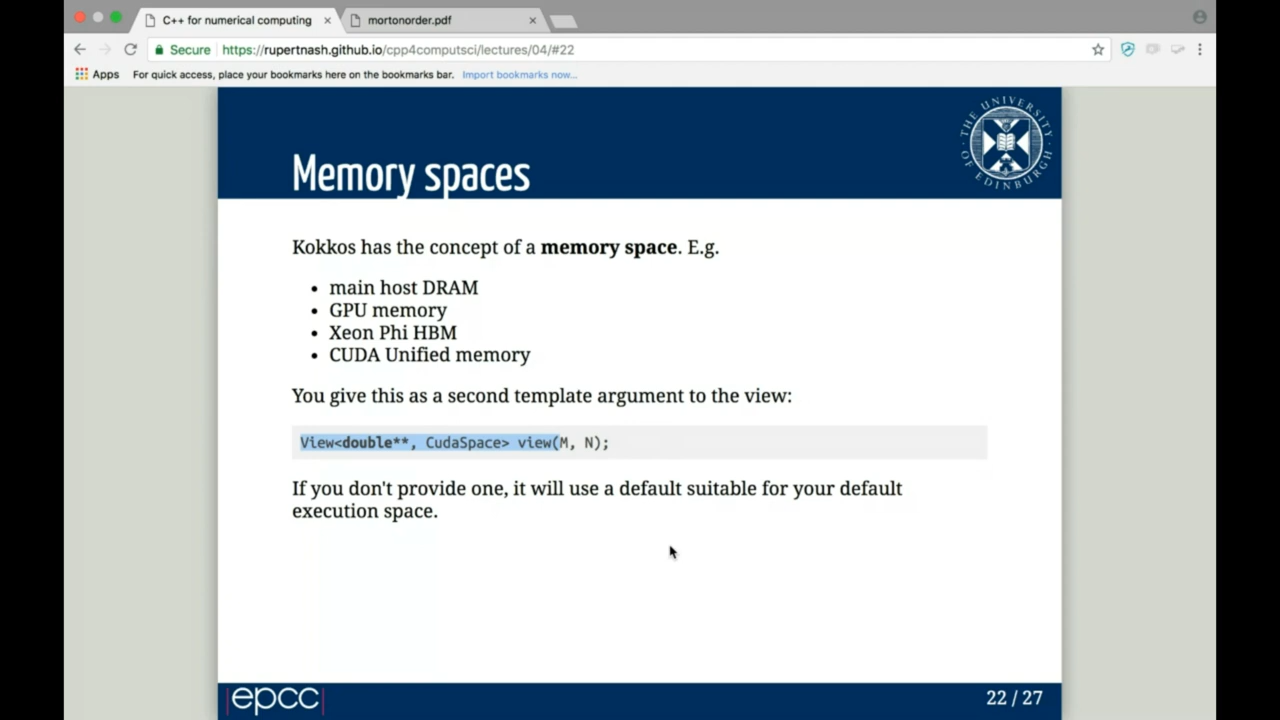 C++ for numerical computing
mortonorder.pdf
Secure https://rupertnash.github.io/cpp4computsci/lectures/04/#22
Apps For quick access, place your bookmarks here on the bookmarks bar. Import bookmarks now...
THE UNIVERSITY OF EDINBURGH
Memory spaces
Kokkos has the concept of a memory space. E.g.
• main host DRAM
• GPU memory
• Xeon Phi HBM
• CUDA Unified memory
You give this as a second template argument to the view:
View<double**, CudaSpace> view(M, N);
If you don't provide one, it will use a default suitable for your default
execution space.
epcc
22 / 27